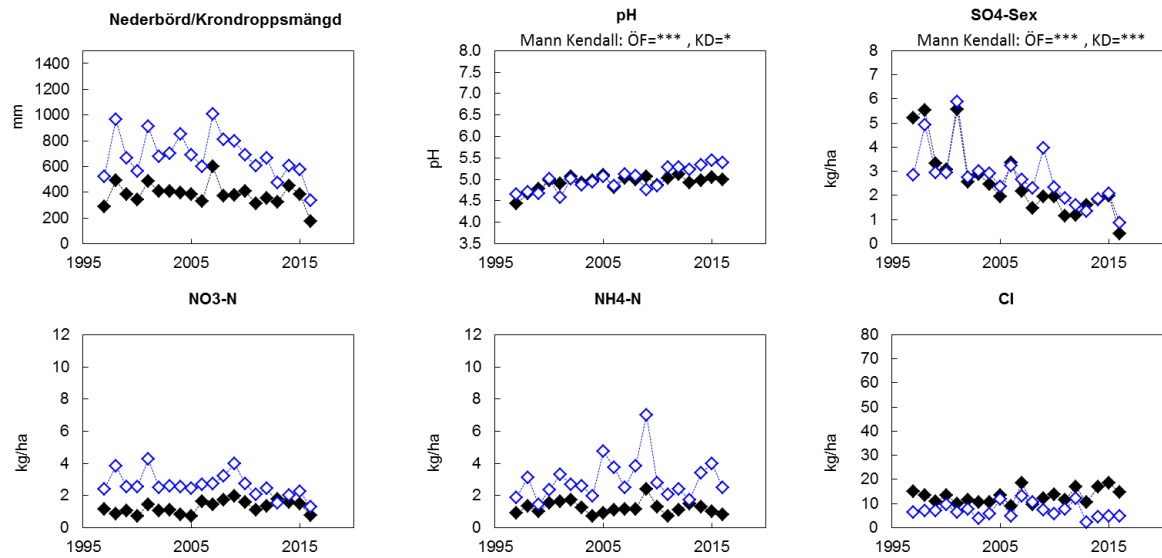 Nederbörd/Krondroppsmängd
mm
1400
1200
1000
800
600
400
200
0
1995 2005 2015
pH
Mann Kendall: ÖF=*** , KD=*
pH
8.0
7.5
7.0
6.5
6.0
5.5
5.0
4.5
4.0
3.5
1995 2005 2015
SO4-Sex
Mann Kendall: ÖF=*** , KD=***
kg/ha
8
7
6
5
4
3
2
1
0
1995 2005 2015
NO3-N
kg/ha
12
10
8
6
4
2
0
1995 2005 2015
NH4-N
kg/ha
12
10
8
6
4
2
0
1995 2005 2015
Cl
kg/ha
80
70
60
50
40
30
20
10
0
1995 2005 2015